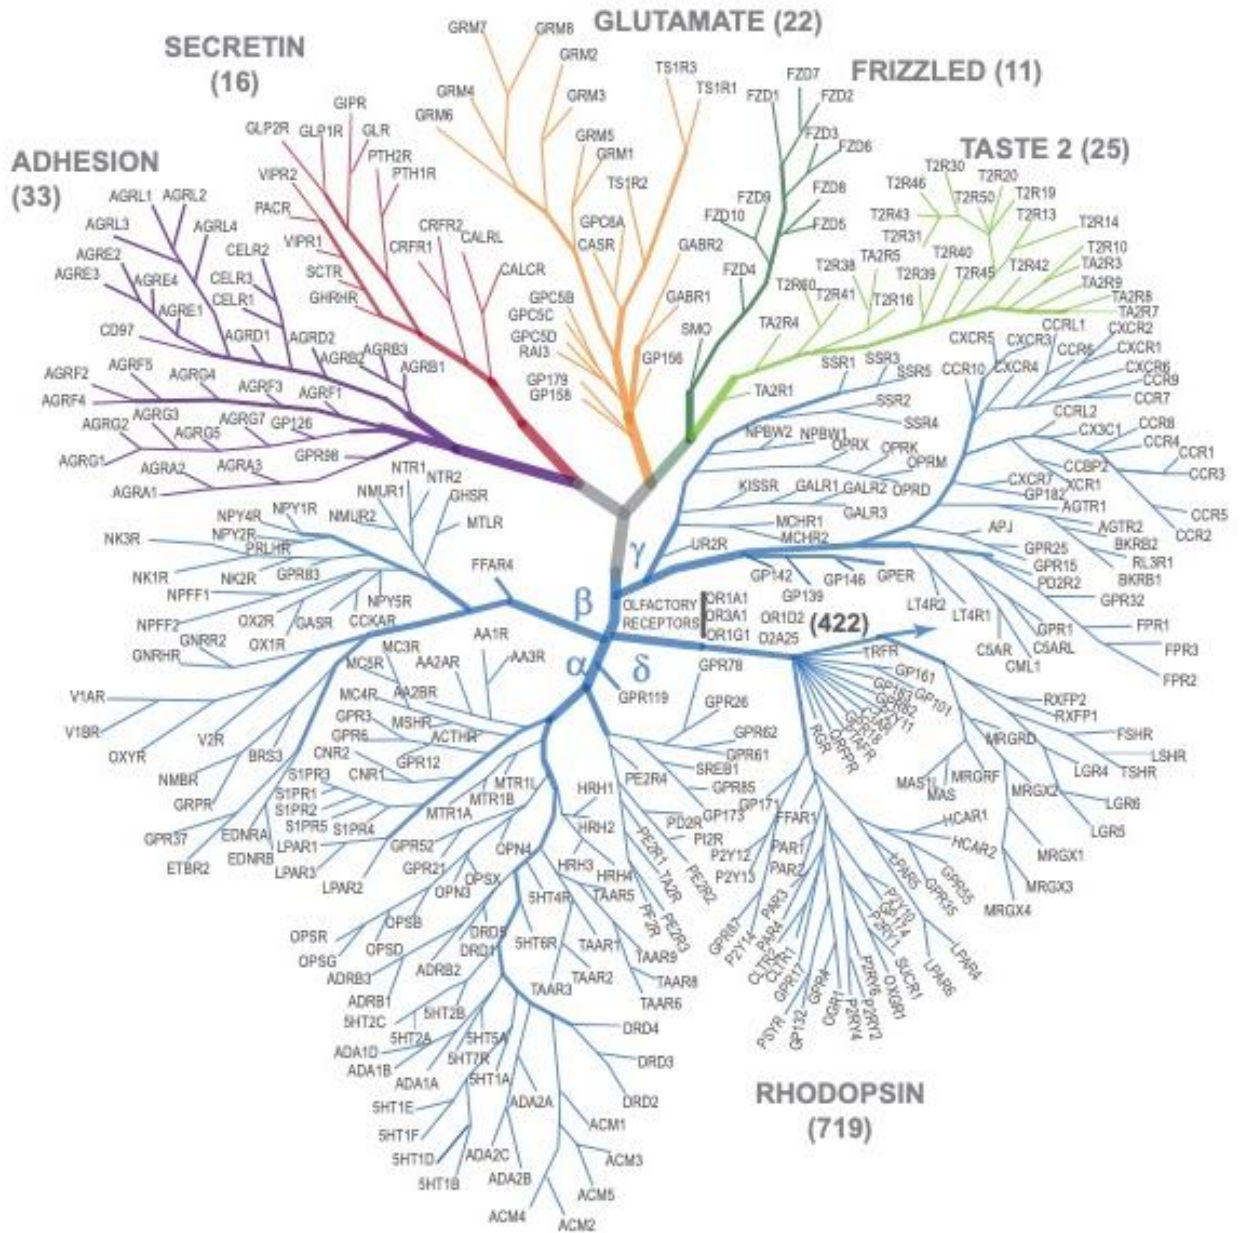 GLUTAMATE (22)
SECRETIN
(16)
FRIZZLED (11)
ADHESION
(33)
TASTE 2 (25)
GRM7
GRM8
GRM2
GRM4
GRM3
GRM6
GRM5
GRM1
TS1R3
TS1R1
TS1R2
GPC6A
CASR
GABR2
GABR1
GPC5B
GPC5C
GPC5D
RAI3
GP179
GP158
GP156
GIPR
GLP2R
GLP1R
GLR
PTH2R
PTH1R
VIPR2
PACR
VIPR1
SCTR
GHRHR
CRFR2
CRFR1
CALRL
CALCR
AGRL1
AGRL2
AGRL3
AGRL4
AGRE2
AGRE3
AGRE4
AGRE1
CD97
CELR2
CELR3
CELR1
AGRD1
AGRD2
AGRB2
AGRB3
AGRB1
AGRF5
AGRF2
AGRF4
AGRG4
AGRF3
AGRF1
AGRG2
AGRG3
AGRG7
GP126
AGRG5
AGRG1
AGRA2
AGRA3
GPR98
AGRA1
FZD7
FZD1
FZD2
FZD3
FZD6
FZD9
FZD8
FZD10
FZD5
FZD4
SMO
T2R30
T2R20
T2R46
T2R50
T2R19
T2R43
T2R13
T2R14
T2R31
T2R40
T2R10
T2R38
TA2R5
T2R39
T2R45
T2R42
TA2R3
T2R60
T2R41
T2R16
TA2R9
TA2R8
TA2R7
TA2R4
TA2R1
CXCR5
CXCR3
CCRL1
CXCR2
CCR10
CXCR4
CCR6
CXCR1
CXCR6
CCR9
CCR7
SSR1
SSR3
SSR5
SSR2
SSR4
CCRL2
CX3C1
CCR8
CCR4
CCR1
CCR3
NPBW2
NPBW1
OPRX
OPRK
OPRM
CCBP2
XCR1
CXCR7
GP182
KISSR
GALR1
GALR2
OPRD
GALR3
AGTR1
AGTR2
CCR5
CCR2
MCHR1
MCHR2
APJ
BKRB2
RL3R1
BKRB1
UR2R
GPR25
GPR15
PD2R2
GPR32
GP142
GP139
GP146
GPER
LT4R2
LT4R1
GPR1
FPR1
FPR3
FPR2
C5AR
C5ARL
CML1
γ
β
α
δ
OLFACTORY
RECEPTORS
OR1A1
OR3A1
OR1G1
OR1D2
O2A25
(422)
NTR1
NTR2
NMUR1
NMUR2
GHSR
MTLR
NPY1R
NPY4R
NPY2R
PRLHR
NK3R
NK1R
NK2R
GPR83
NPFF1
NPFF2
NPY5R
FFAR4
OX2R
OX1R
GASR
CCKAR
GNRR2
GNRHR
V1AR
V1BR
OXYR
V2R
NMBR
GRPR
BRS3
GPR37
ETBR2
EDNRA
EDNRB
AA1R
AA3R
AA2AR
AA2BR
MC3R
MC5R
MC4R
MSHR
ACTHR
GPR3
GPR6
GPR12
CNR2
CNR1
S1PR3
S1PR1
S1PR2
S1PR5
S1PR4
LPAR1
LPAR3
LPAR2
MTR1L
MTR1B
MTR1A
GPR52
GPR21
OPN4
OPSX
OPN3
OPSB
OPSR
OPSG
OPSD
DRD5
DRD1
ADRB2
ADRB3
ADRB1
5HT4R
5HT6R
5HT2B
5HT2C
5HT2A
5HT5A
5HT7R
5HT1A
ADA1D
ADA1B
ADA1A
5HT1E
5HT1F
5HT1D
5HT1B
ADA2A
ADA2C
ADA2B
ACM1
ACM3
ACM5
ACM4
ACM2
DRD4
DRD3
DRD2
TAAR5
TAAR1
TAAR2
TAAR3
TAAR9
TAAR8
TAAR6
HRH1
HRH2
HRH3
HRH4
GPR119
GPR78
GPR26
GPR62
GPR61
SREB1
GPR85
GP173
PE2R4
PD2R
PI2R
PE2R1
TA2R
PF2R
PE2R2
PE2R3
TRFR
GP161
GP101
GP183
GPR82
P2Y11
GPR18
PTAFR
OPRPR
RGR
GP171
FFAR1
P2Y12
P2Y13
PAR1
PAR2
PAR3
PAR4
GPR87
P2Y14
CLTR2
CLTR1
GPR17
GPR4
PSYR
GP132
OGR1
P2RY4
P2RY2
P2RY6
OXGR1
SUCR1
P2RY1
GP174
P2Y10
LPAR6
LPAR4
LPAR5
GPR35
GPR55
HCAR1
HCAR2
MRGRD
MRGRF
MAS1L
MAS
MRGX2
MRGX1
MRGX3
MRGX4
RXFP2
RXFP1
FSHR
LSHR
TSHR
LGR4
LGR6
LGR5
RHODOPSIN
(719)